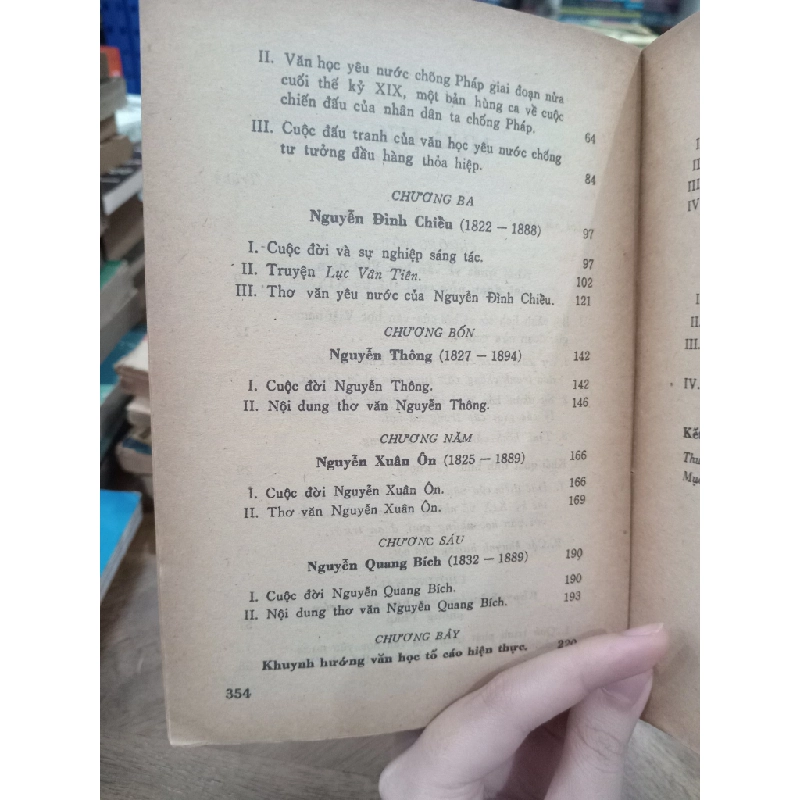 II. Văn học yêu nước chống Pháp giai đoạn nửa
cuối thế kỷ XIX, một bản hùng ca về cuộc
chiến đấu của nhân dân ta chống Pháp. 64
III. Cuộc đấu tranh của văn học yêu nước chống
tư tưởng đầu hàng thỏa hiệp. 84
CHƯƠNG BA
Nguyễn Đình Chiểu (1822 — 1888) 97
I. Cuộc đời và sự nghiệp sáng tác. 97
II. Truyện Lục Vân Tiên. 102
III. Thơ văn yêu nước của Nguyễn Đình Chiểu. 121
CHƯƠNG BỐN
Nguyễn Thông (1827 — 1894) 142
I. Cuộc đời Nguyễn Thông. 142
II. Nội dung thơ văn Nguyễn Thông. 146
CHƯƠNG NĂM
Nguyễn Xuân Ôn (1825 — 1889) 166
I. Cuộc đời Nguyễn Xuân Ôn. 166
II. Thơ văn Nguyễn Xuân Ôn. 169
CHƯƠNG SÁU
Nguyễn Quang Bích (1832 — 1889) 190
I. Cuộc đời Nguyễn Quang Bích. 190
II. Nội dung thơ văn Nguyễn Quang Bích. 193
CHƯƠNG BẢY
Khuynh hướng văn học tố cáo hiện thực.
354
I
II
III
IV
I
II.
III.
IV.